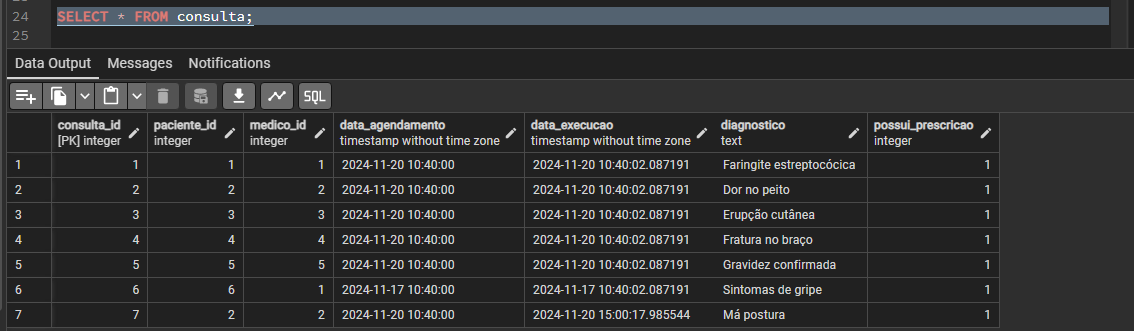 24 SELECT * FROM consulta;
25
Data Output Messages Notifications
SQL
consulta_id paciente_id medico_id data_agendamento data_execucao diagnostico possui_prescricao
[PK] integer integer integer timestamp without time zone timestamp without time zone text integer
1 1 1 1 2024-11-20 10:40:00 2024-11-20 10:40:02.087191 Faringite estreptocócica 1
2 2 2 2 2024-11-20 10:40:00 2024-11-20 10:40:02.087191 Dor no peito 1
3 3 3 3 2024-11-20 10:40:00 2024-11-20 10:40:02.087191 Erupção cutânea 1
4 4 4 4 2024-11-20 10:40:00 2024-11-20 10:40:02.087191 Fratura no braço 1
5 5 5 5 2024-11-20 10:40:00 2024-11-20 10:40:02.087191 Gravidez confirmada 1
6 6 6 1 2024-11-17 10:40:00 2024-11-17 10:40:02.087191 Sintomas de gripe 1
7 7 2 2 2024-11-20 10:40:00 2024-11-20 15:00:17.985544 Má postura 1